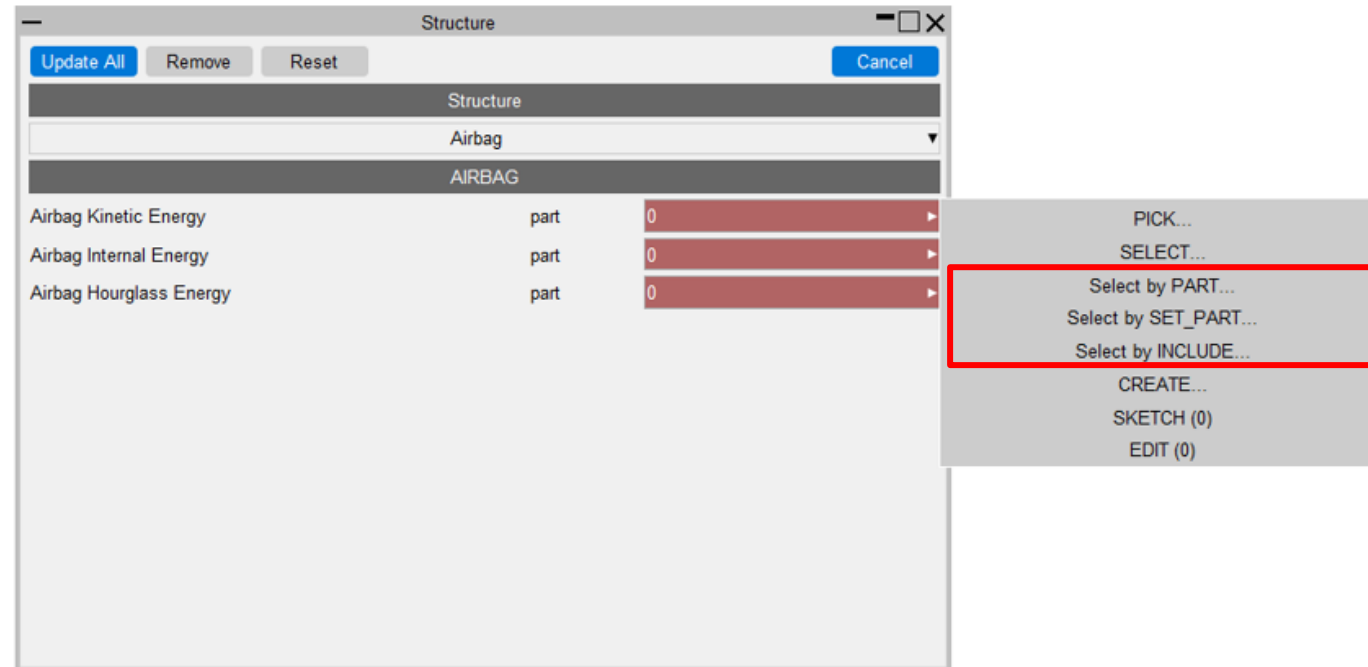 Structure
Update All Remove Reset Cancel
Structure
Airbag
AIRBAG
Airbag Kinetic Energy part 0
Airbag Internal Energy part 0
Airbag Hourglass Energy part 0
PICK...
SELECT...
Select by PART...
Select by SET_PART...
Select by INCLUDE...
CREATE...
SKETCH (0)
EDIT (0)